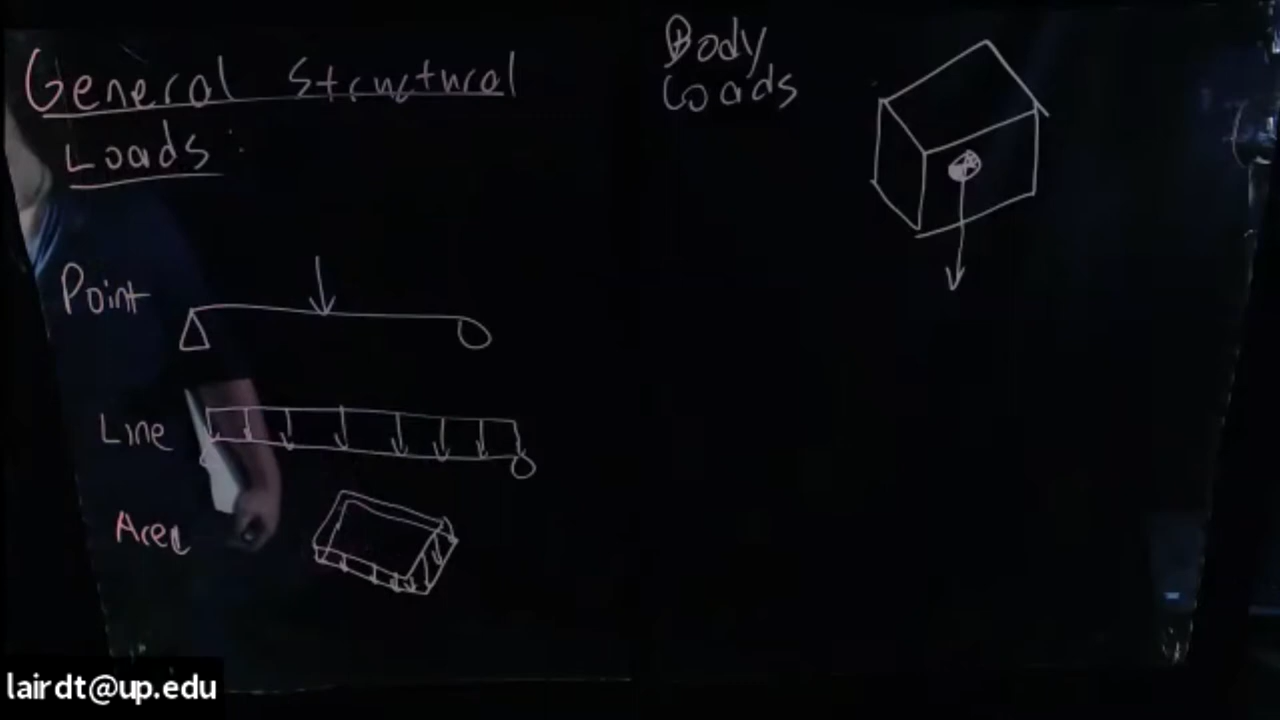 General Structural
Loads:
Point
Line
Area
Body
Loads
lairdt@up.edu